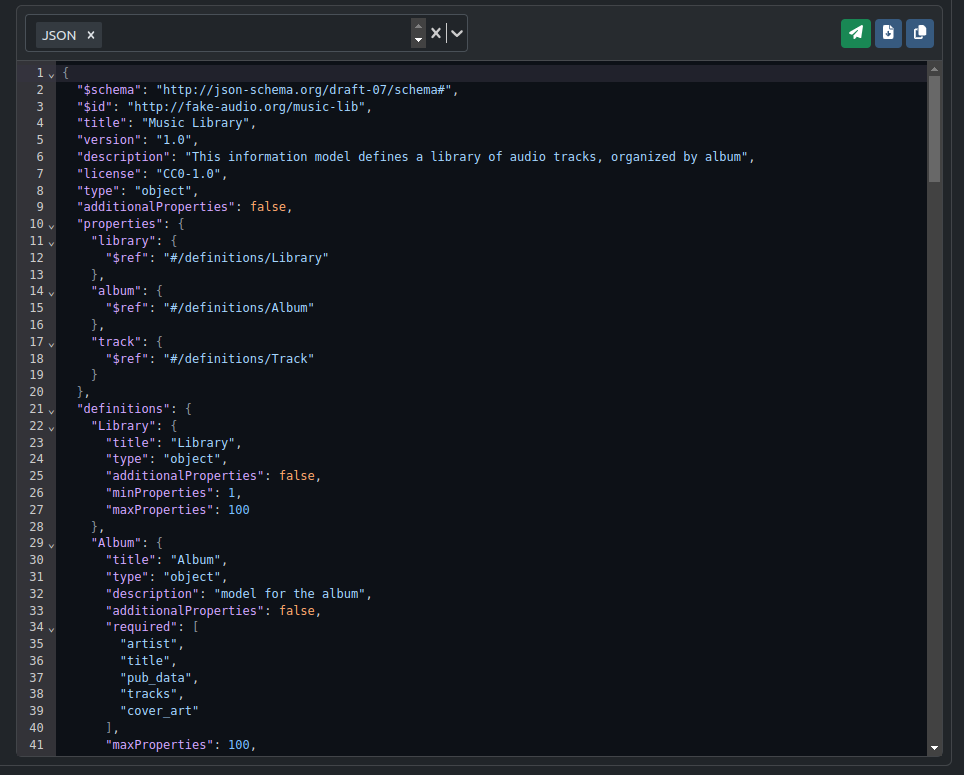 JSON ×
1 {
2   "$schema": "http://json-schema.org/draft-07/schema#",
3   "$id": "http://fake-audio.org/music-lib",
4   "title": "Music Library",
5   "version": "1.0",
6   "description": "This information model defines a library of audio tracks, organized by album",
7   "license": "CC0-1.0",
8   "type": "object",
9   "additionalProperties": false,
10   "properties": {
11     "library": {
12       "$ref": "#/definitions/Library"
13     },
14     "album": {
15       "$ref": "#/definitions/Album"
16     },
17     "track": {
18       "$ref": "#/definitions/Track"
19     }
20   },
21   "definitions": {
22     "Library": {
23       "title": "Library",
24       "type": "object",
25       "additionalProperties": false,
26       "minProperties": 1,
27       "maxProperties": 100
28     },
29     "Album": {
30       "title": "Album",
31       "type": "object",
32       "description": "model for the album",
33       "additionalProperties": false,
34       "required": [
35         "artist",
36         "title",
37         "pub_data",
38         "tracks",
39         "cover_art"
40       ],
41       "maxProperties": 100,